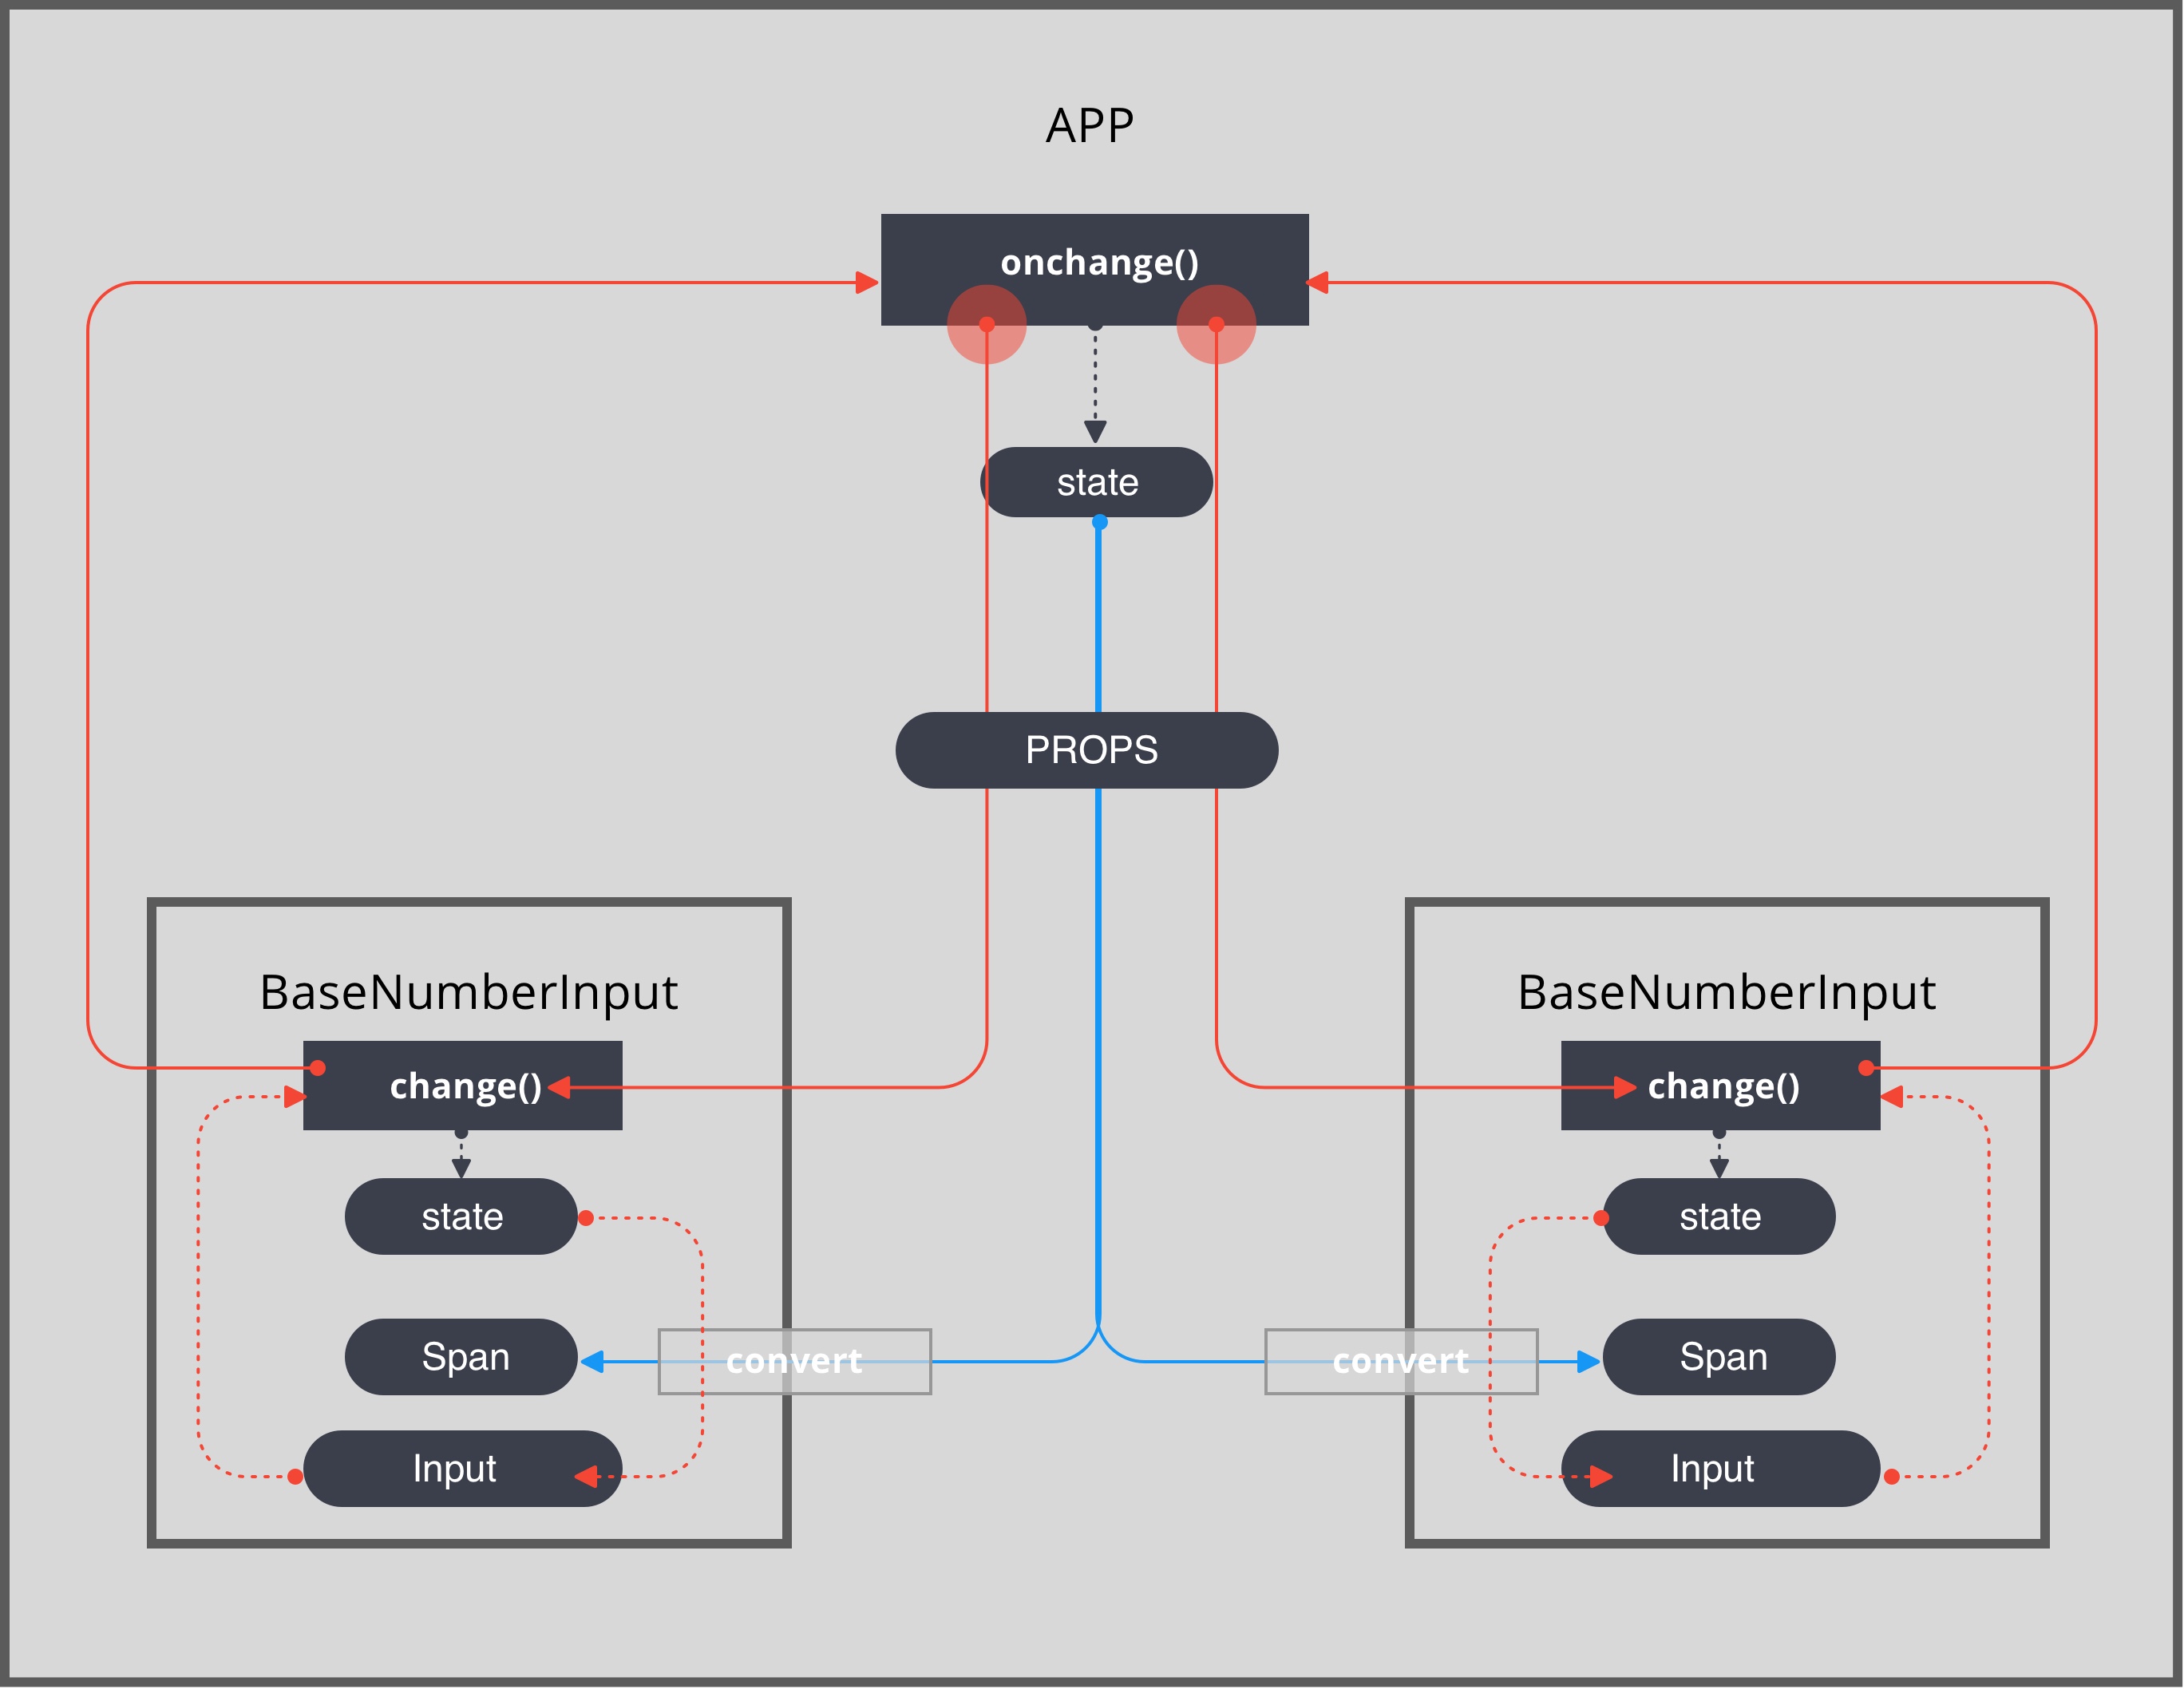 APP
onchange()
state
PROPS
BaseNumberInput
change()
state
Span
convert
Input
BaseNumberInput
change()
state
convert
Span
Input